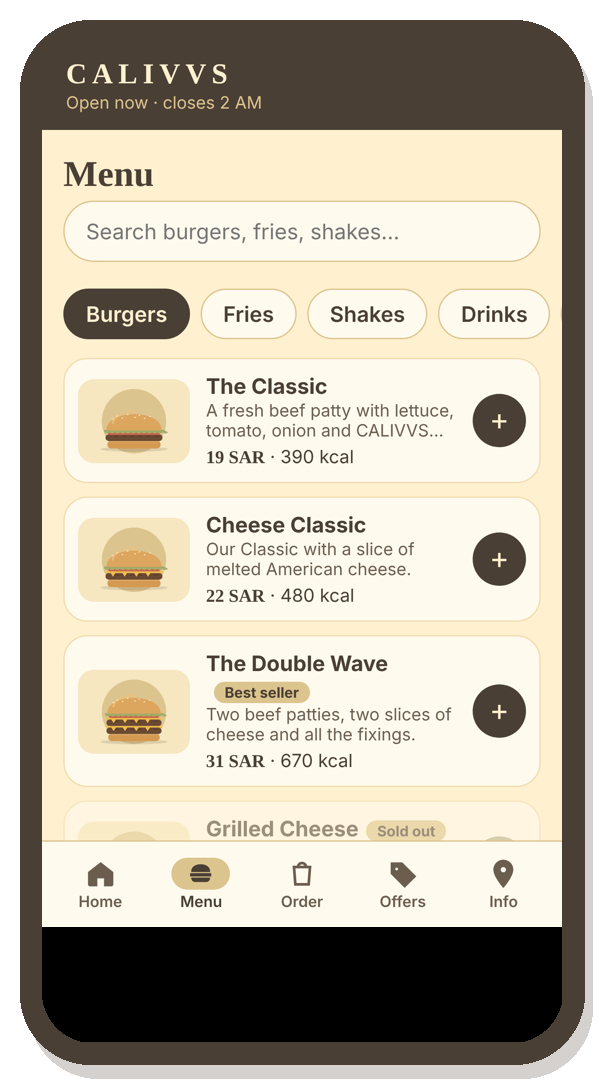 CALIVVS
Open now · closes 2 AM
Menu
Search burgers, fries, shakes...
Burgers
Fries
Shakes
Drinks
The Classic
A fresh beef patty with lettuce,
tomato, onion and CALIVVS...
19 SAR · 390 kcal
+
Cheese Classic
Our Classic with a slice of
melted American cheese.
22 SAR · 480 kcal
+
The Double Wave
Best seller
Two beef patties, two slices of
cheese and all the fixings.
31 SAR · 670 kcal
+
Grilled Cheese Sold out
Home
Menu
Order
Offers
Info